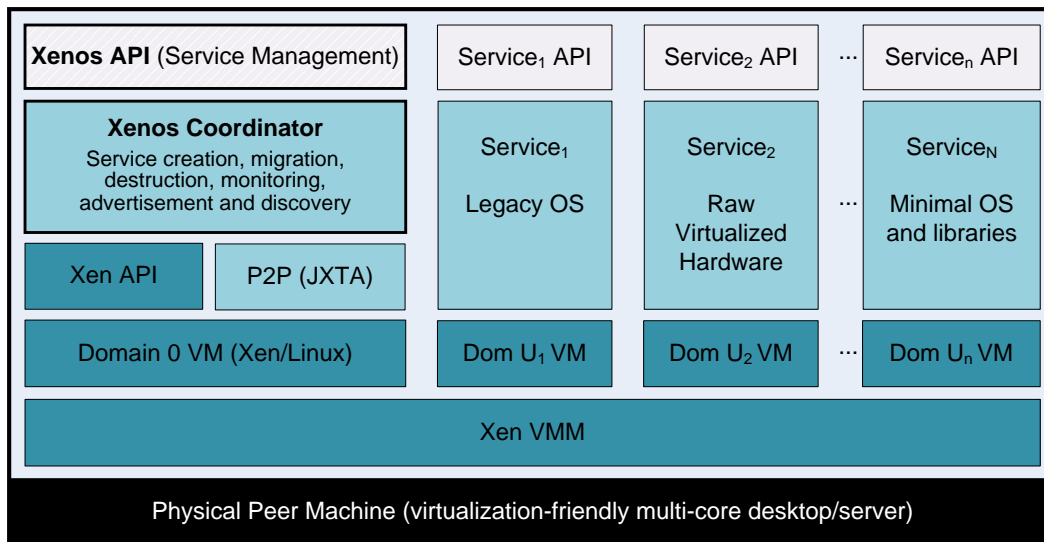 Xenos API (Service Management)
Service₁ API
Service₂ API
...
Serviceₙ API
Xenos Coordinator
Service creation, migration,
destruction, monitoring,
advertisement and discovery
Service₁
Legacy OS
Service₂
Raw
Virtualized
Hardware
...
Service_N
Minimal OS
and libraries
Xen API
P2P (JXTA)
Domain 0 VM (Xen/Linux)
Dom U₁ VM
Dom U₂ VM
...
Dom Uₙ VM
Xen VMM
Physical Peer Machine (virtualization-friendly multi-core desktop/server)